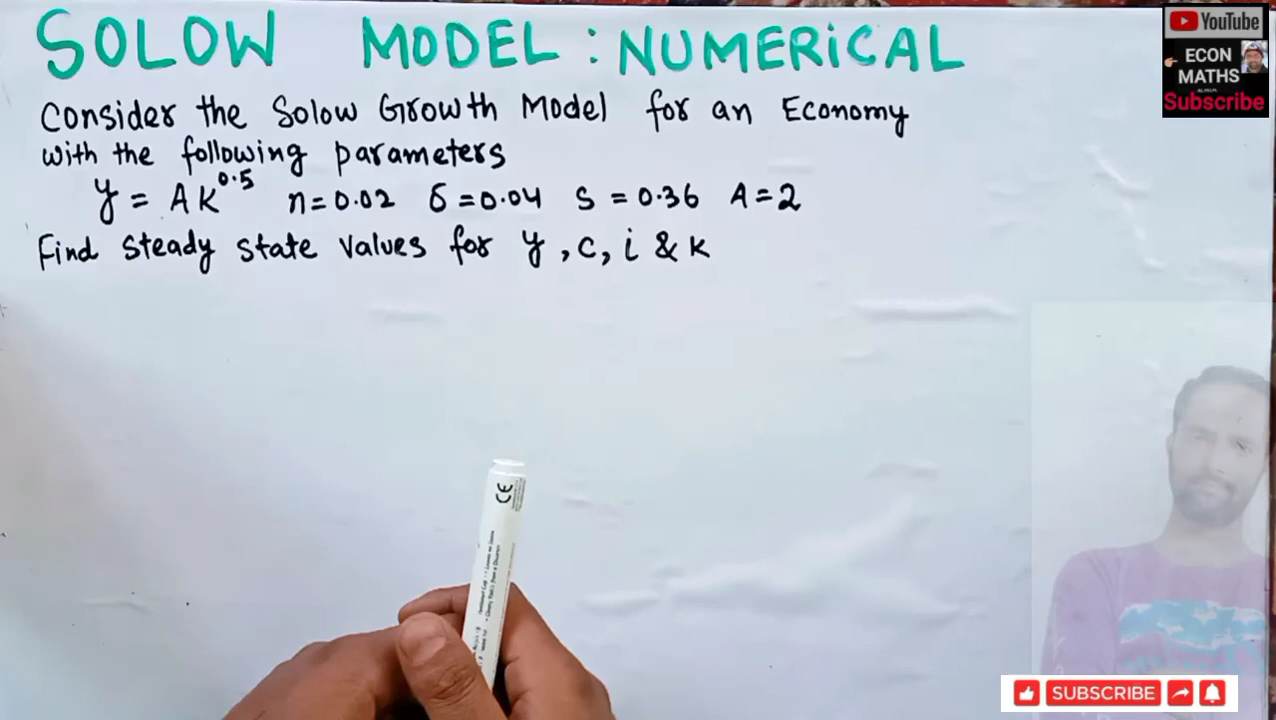 SOLOW MODEL : NUMERICAL
Consider the Solow Growth Model for an Economy
with the following parameters
y = AK^0.5 n=0.02 δ=0.04 S = 0.36 A=2
Find steady state values for y, c, i & K
YouTube
ECON
MATHS
Subscribe
CE
SUBSCRIBE